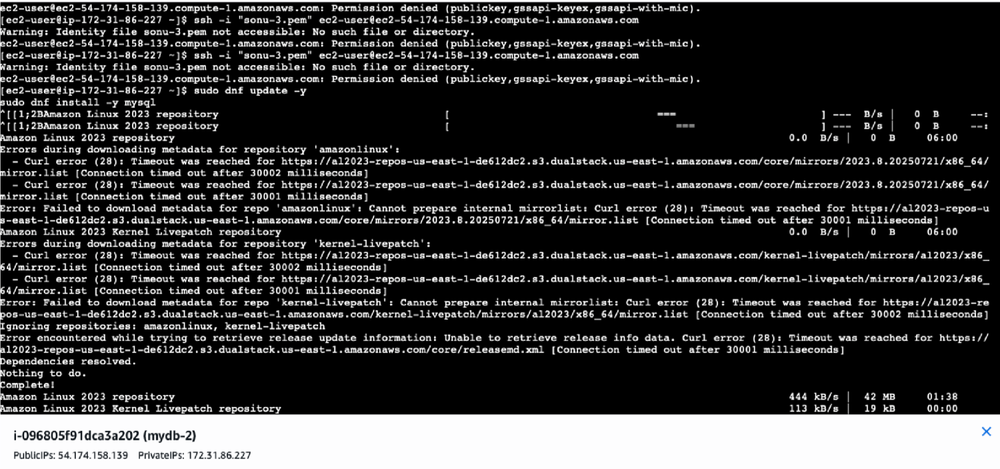 ec2-user@ec2-54-174-158-139.compute-1.amazonaws.com: Permission denied (publickey,gssapi-keyex,gssapi-with-mic).
[ec2-user@ip-172-31-86-227 ~]$ ssh -i "sonu-3.pem" ec2-user@ec2-54-174-158-139.compute-1.amazonaws.com
Warning: Identity file sonu-3.pem not accessible: No such file or directory.
ec2-user@ec2-54-174-158-139.compute-1.amazonaws.com: Permission denied (publickey,gssapi-keyex,gssapi-with-mic).
[ec2-user@ip-172-31-86-227 ~]$ ssh -i "sonu-3.pem" ec2-user@ec2-54-174-158-139.compute-1.amazonaws.com
Warning: Identity file sonu-3.pem not accessible: No such file or directory.
ec2-user@ec2-54-174-158-139.compute-1.amazonaws.com: Permission denied (publickey,gssapi-keyex,gssapi-with-mic).
[ec2-user@ip-172-31-86-227 ~]$ sudo dnf update -y
sudo dnf install -y mysql
^[[1;2BAmazon Linux 2023 repository [ === ] --- B/s | 0 B --:
^[[1;2BAmazon Linux 2023 repository [ === ] --- B/s | 0 B --:
Amazon Linux 2023 repository 0.0 B/s | 0 B 06:00
Errors during downloading metadata for repository 'amazonlinux':
  - Curl error (28): Timeout was reached for https://al2023-repos-us-east-1-de612dc2.s3.dualstack.us-east-1.amazonaws.com/core/mirrors/2023.8.20250721/x86_64/
mirror.list [Connection timed out after 30002 milliseconds]
  - Curl error (28): Timeout was reached for https://al2023-repos-us-east-1-de612dc2.s3.dualstack.us-east-1.amazonaws.com/core/mirrors/2023.8.20250721/x86_64/
mirror.list [Connection timed out after 30001 milliseconds]
Error: Failed to download metadata for repo 'amazonlinux': Cannot prepare internal mirrorlist: Curl error (28): Timeout was reached for https://al2023-repos-u
s-east-1-de612dc2.s3.dualstack.us-east-1.amazonaws.com/core/mirrors/2023.8.20250721/x86_64/mirror.list [Connection timed out after 30001 milliseconds]
Amazon Linux 2023 Kernel Livepatch repository 0.0 B/s | 0 B 06:00
Errors during downloading metadata for repository 'kernel-livepatch':
  - Curl error (28): Timeout was reached for https://al2023-repos-us-east-1-de612dc2.s3.dualstack.us-east-1.amazonaws.com/kernel-livepatch/mirrors/al2023/x86_
64/mirror.list [Connection timed out after 30002 milliseconds]
  - Curl error (28): Timeout was reached for https://al2023-repos-us-east-1-de612dc2.s3.dualstack.us-east-1.amazonaws.com/kernel-livepatch/mirrors/al2023/x86_
64/mirror.list [Connection timed out after 30001 milliseconds]
Error: Failed to download metadata for repo 'kernel-livepatch': Cannot prepare internal mirrorlist: Curl error (28): Timeout was reached for https://al2023-re
pos-us-east-1-de612dc2.s3.dualstack.us-east-1.amazonaws.com/kernel-livepatch/mirrors/al2023/x86_64/mirror.list [Connection timed out after 30002 milliseconds]
Ignoring repositories: amazonlinux, kernel-livepatch
Error encountered while trying to retrieve release update information: Unable to retrieve release info data. Curl error (28): Timeout was reached for https://
al2023-repos-us-east-1-de612dc2.s3.dualstack.us-east-1.amazonaws.com/core/releasemd.xml [Connection timed out after 30001 milliseconds]
Dependencies resolved.
Nothing to do.
Complete!
Amazon Linux 2023 repository 444 kB/s | 42 MB 01:38
Amazon Linux 2023 Kernel Livepatch repository 113 kB/s | 19 kB 00:00
i-096805f91dca3a202 (mydb-2)
PublicIPs: 54.174.158.139 PrivateIPs: 172.31.86.227